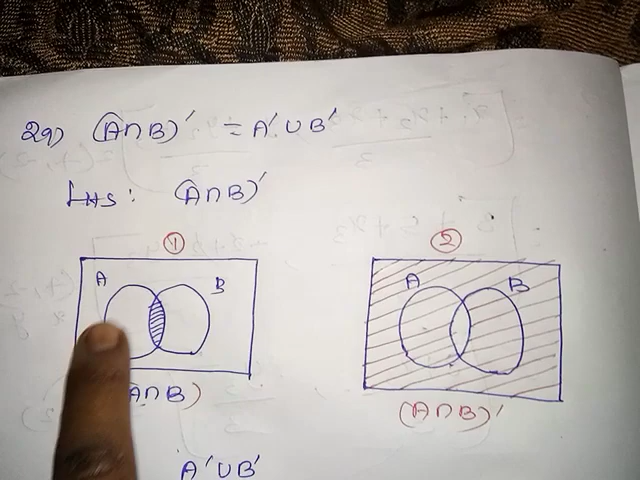 29) (A∩B)' = A'∪B'
LHS: (A∩B)'
1 2
A B A B
A∩B) (A∩B)'
A'∪B'